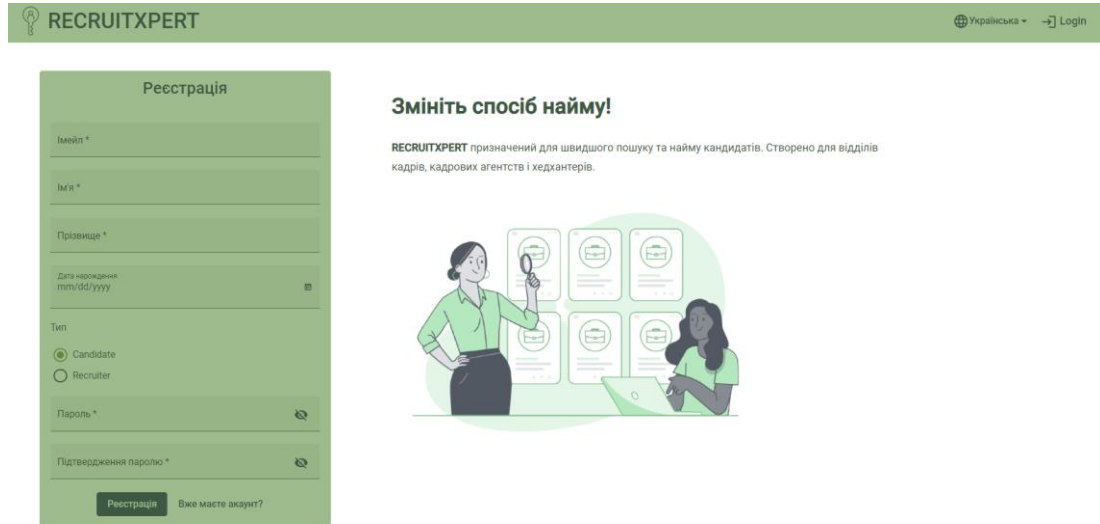 RECRUITXPERT
Українська
Login
Реєстрація
Імейл *
Ім'я *
Прізвище *
Дата нарождення
mm/dd/yyyy
Тип
Candidate
Recruiter
Пароль *
Підтвердження паролю *
Реєстрація Вже маєте акаунт?
Змініть спосіб найму!
RECRUITXPERT призначений для швидшого пошуку та найму кандидатів. Створено для відділів
кадрів, кадрових агентств і хедхантерів.